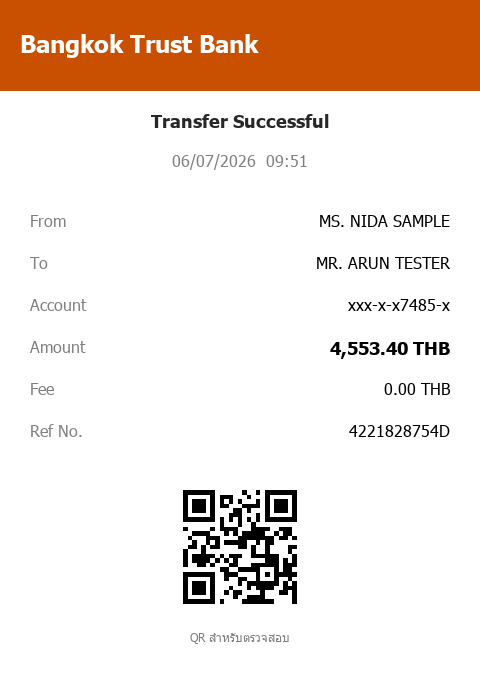 Bangkok Trust Bank
Transfer Successful
06/07/2026 09:51
From MS. NIDA SAMPLE
To MR. ARUN TESTER
Account xxx-x-x7485-x
Amount 4,553.40 THB
Fee 0.00 THB
Ref No. 4221828754D
QR สำหรับตรวจสอบ